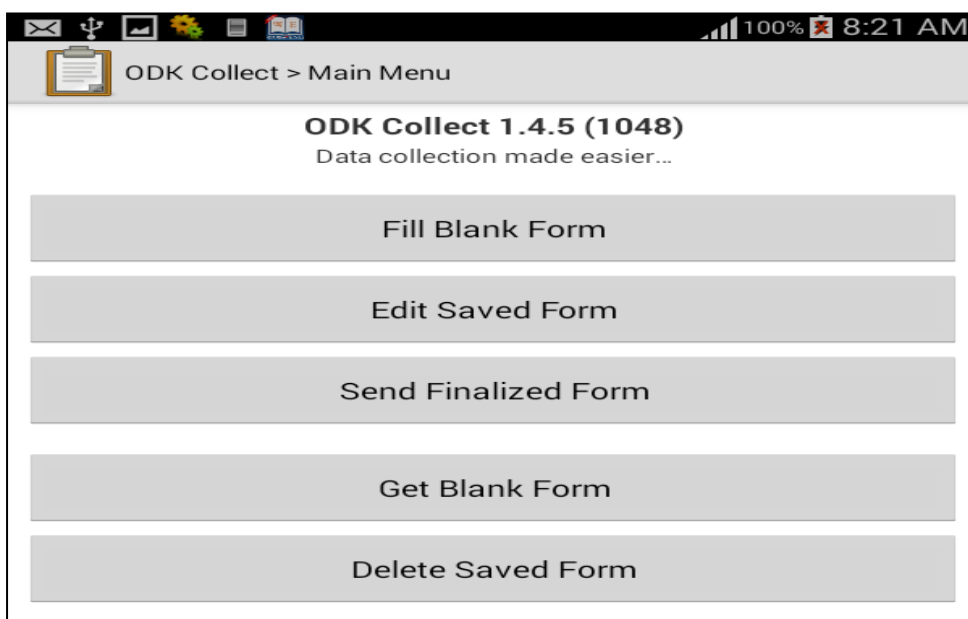 100% 8:21 AM
ODK Collect > Main Menu
ODK Collect 1.4.5 (1048)
Data collection made easier...
Fill Blank Form
Edit Saved Form
Send Finalized Form
Get Blank Form
Delete Saved Form